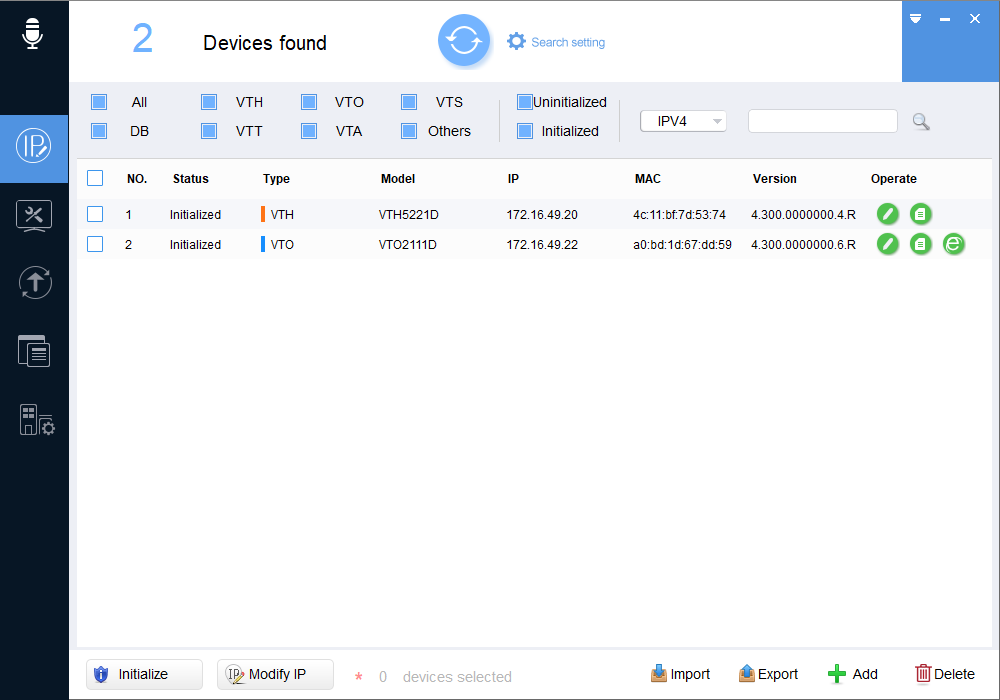 2 Devices found Search setting
All VTH VTO VTS Uninitialized
DB VTT VTA Others Initialized
IPV4
NO. Status Type Model IP MAC Version Operate
1 Initialized VTH VTH5221D 172.16.49.20 4c:11:bf:7d:53:74 4.300.0000000.4.R
2 Initialized VTO VTO2111D 172.16.49.22 a0:bd:1d:67:dd:59 4.300.0000000.6.R
Initialize Modify IP * 0 devices selected Import Export Add Delete